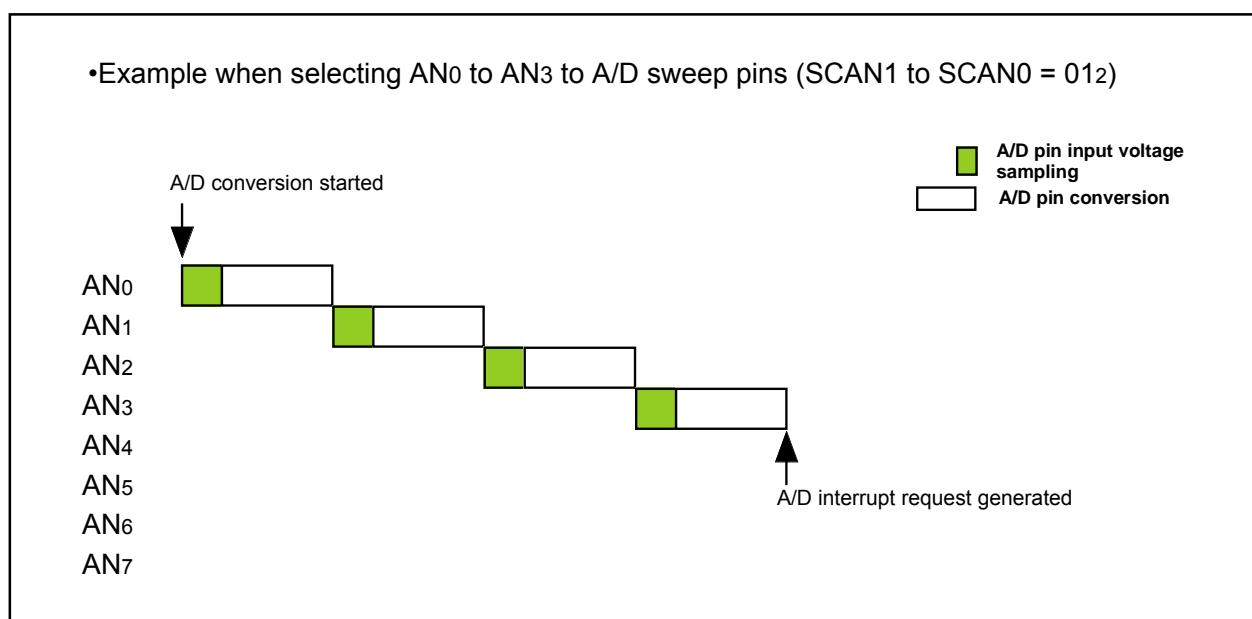 •Example when selecting AN0 to AN3 to A/D sweep pins (SCAN1 to SCAN0 = 012)
A/D pin input voltage
sampling
A/D conversion started
A/D pin conversion
AN0
AN1
AN2
AN3
AN4
A/D interrupt request generated
AN5
AN6
AN7